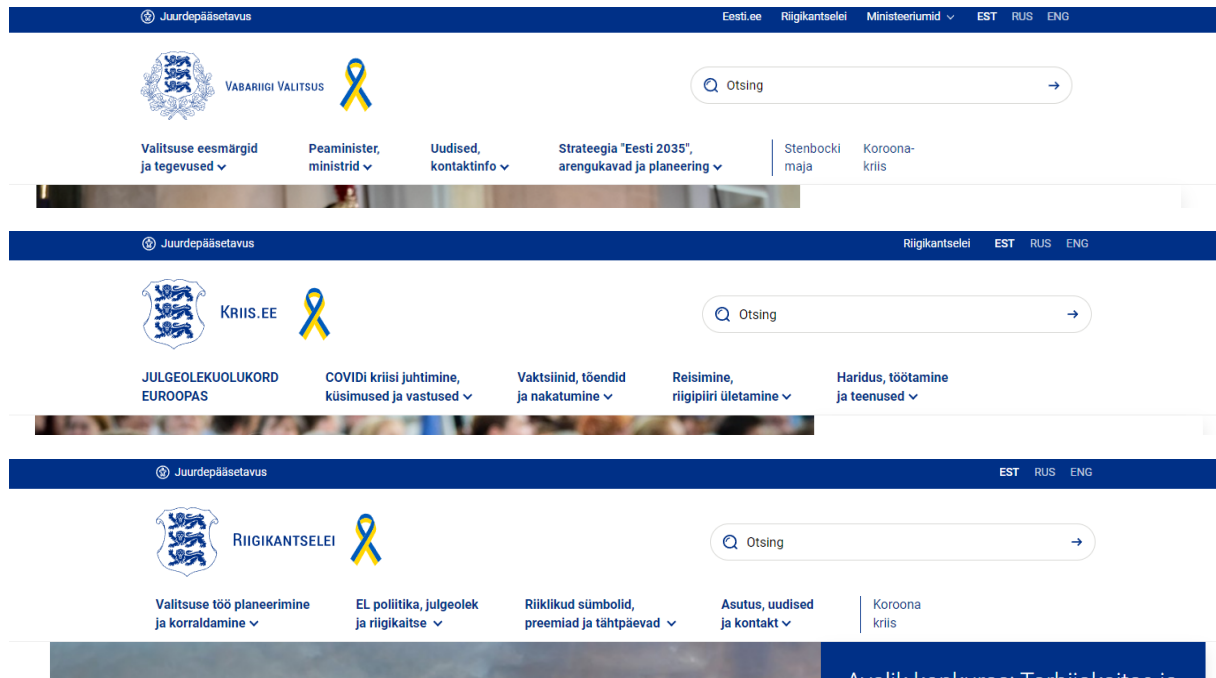 Juurdepääsetavus
Eesti.ee Riigikantselei Ministeeriumid EST RUS ENG
VABARIIGI VALITSUS
Otsing
Valitsuse eesmärgid
ja tegevused
Peaminister,
ministrid
Uudised,
kontaktinfo
Strateegia "Eesti 2035",
arengukavad ja planeering
Stenbocki
maja
Koroona-
kriis
Juurdepääsetavus
Riigikantselei EST RUS ENG
KRIIS.EE
Otsing
JULGEOLEKUOLUKORD
EUROOPAS
COVIDi kriisi juhtimine,
küsimused ja vastused
Vaktsiinid, tõendid
ja nakatumine
Reisimine,
riigipiiri ületamine
Haridus, töötamine
ja teenused
Juurdepääsetavus
EST RUS ENG
RIIGIKANTSELEI
Otsing
Valitsuse töö planeerimine
ja korraldamine
EL poliitika, julgeolek
ja riigikaitse
Riiklikud sümbolid,
preemiad ja tähtpäevad
Asutus, uudised
ja kontakt
Koroona
kriis